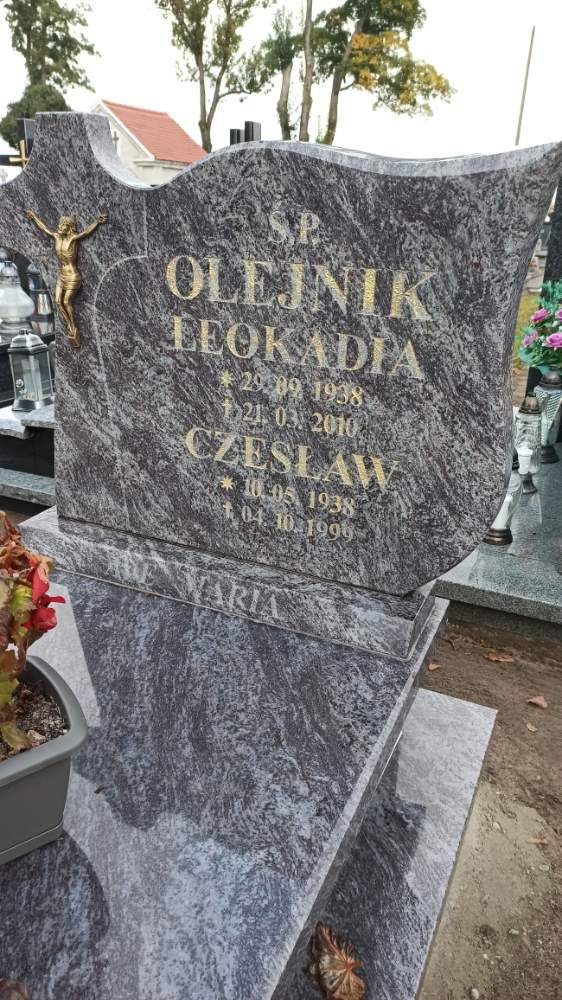 Ś.P.
OLEJNIK
LEOKADIA
* 29.09.1938
† 21.03.2010
CZESŁAW
* 10.05.1938
† 04.10.1999
AVE MARIA